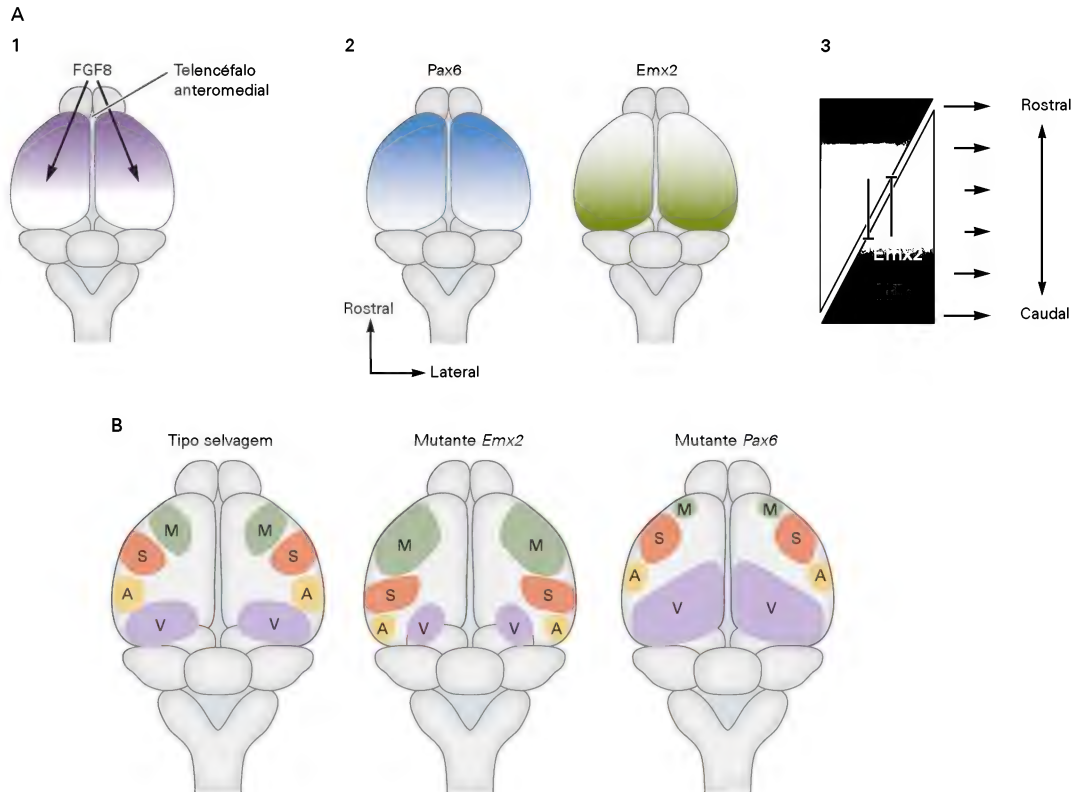 A
1
FGF8
Telencéfalo
anteromedial
2
Pax6
Emx2
Rostral
Lateral
3
Emx2
Rostral
Caudal
B
Tipo selvagem
M
M
S
S
A
A
V
V
Mutante Emx2
M
M
S
S
A
A
V
V
Mutante Pax6
M
M
S
S
A
A
V
V